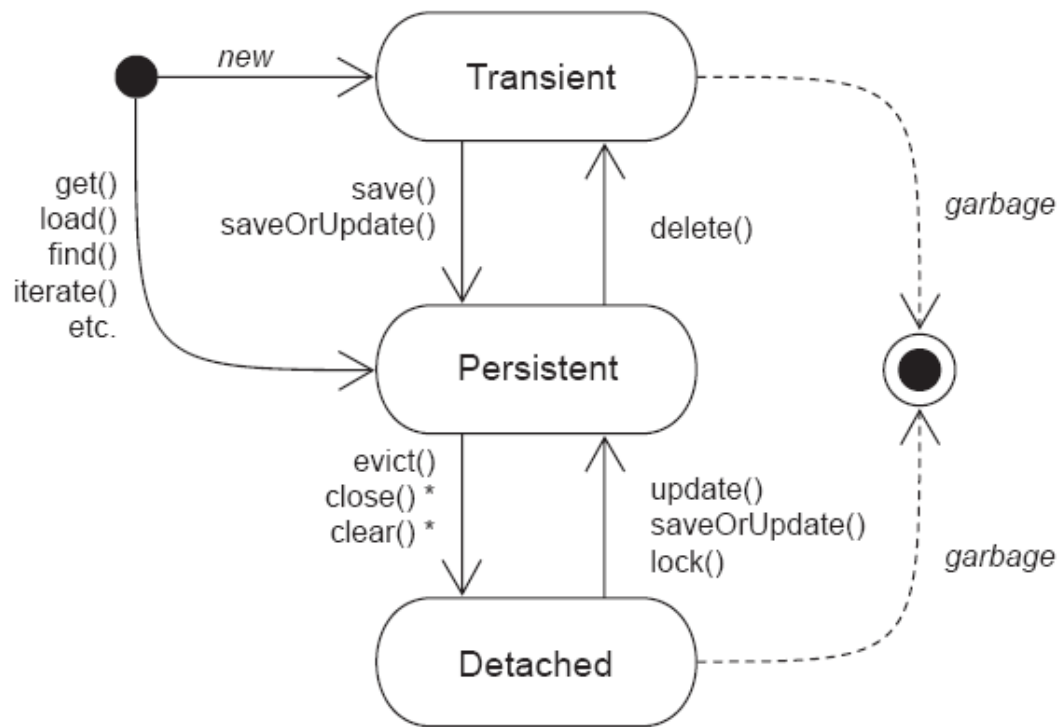 new
Transient
get()
load()
find()
iterate()
etc.
save()
saveOrUpdate()
delete()
garbage
Persistent
evict()
close() *
clear() *
update()
saveOrUpdate()
lock()
garbage
Detached